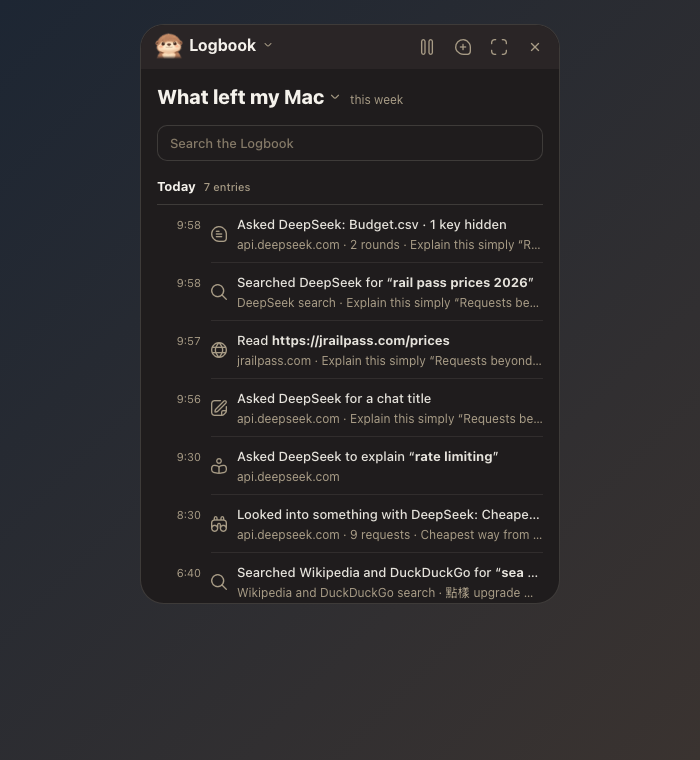 Logbook
What left my Mac this week
Search the Logbook
Today 7 entries
9:58 Asked DeepSeek: Budget.csv · 1 key hidden
api.deepseek.com · 2 rounds · Explain this simply “R...
9:58 Searched DeepSeek for “rail pass prices 2026”
DeepSeek search · Explain this simply “Requests be...
9:57 Read https://jrailpass.com/prices
jrailpass.com · Explain this simply “Requests beyond...
9:56 Asked DeepSeek for a chat title
api.deepseek.com · Explain this simply “Requests be...
9:30 Asked DeepSeek to explain “rate limiting”
api.deepseek.com
8:30 Looked into something with DeepSeek: Cheape...
api.deepseek.com · 9 requests · Cheapest way from ...
6:40 Searched Wikipedia and DuckDuckGo for “sea ...
Wikipedia and DuckDuckGo search · 點樣 upgrade ...